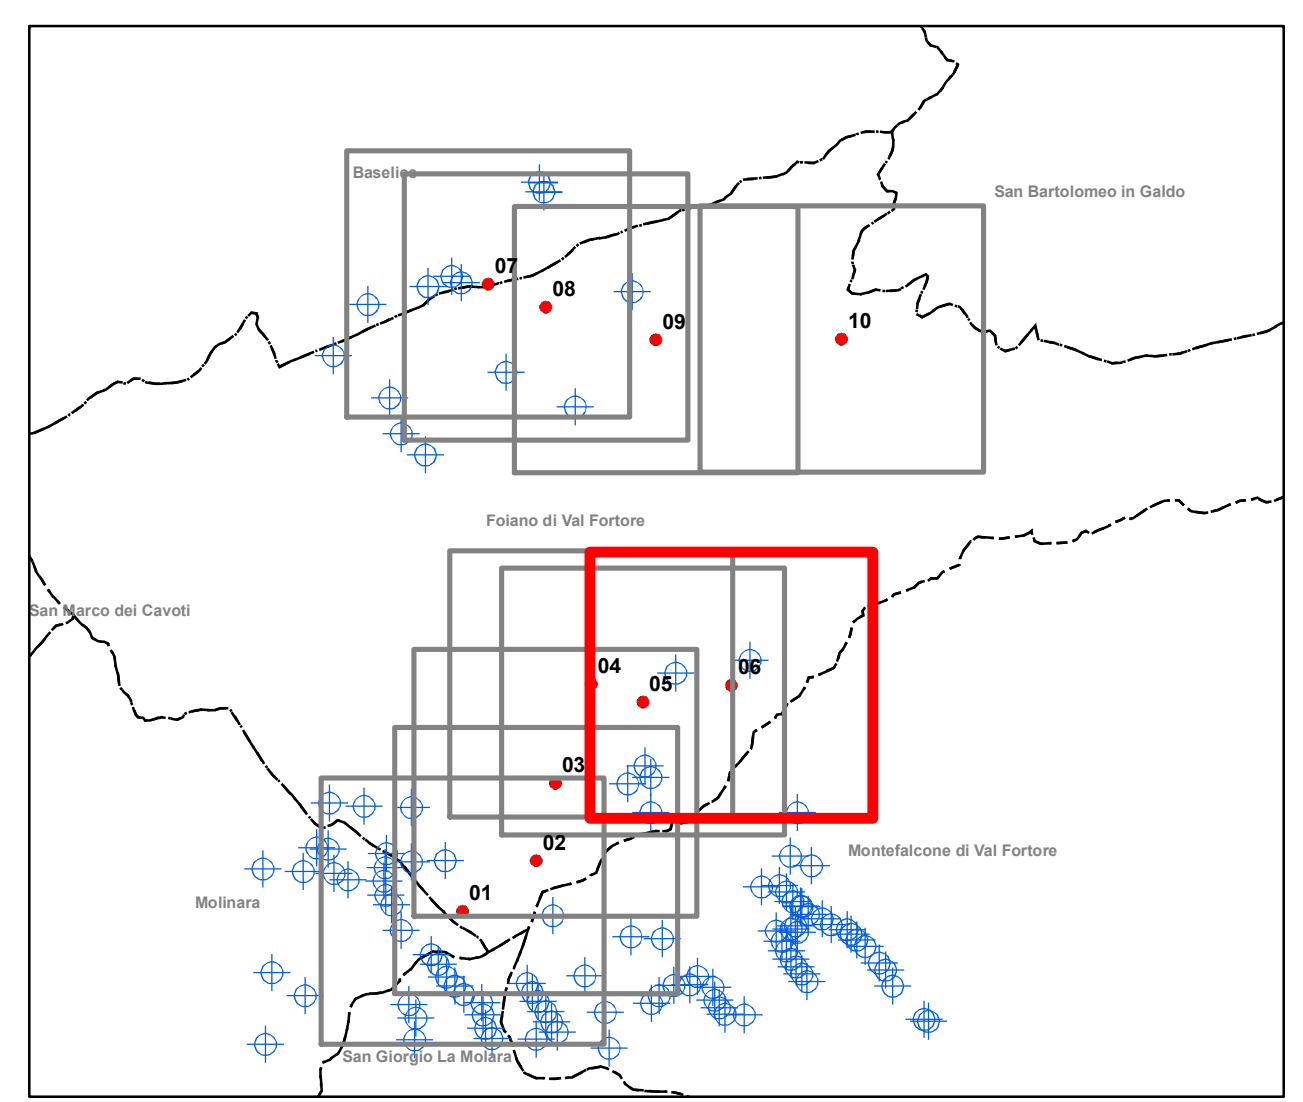 Baselice
San Bartolomeo in Galdo
07
08
09
10
Foiano di Val Fortore
San Marco dei Cavoti
04
05
06
03
02
Montefalcone di Val Fortore
01
Molinara
San Giorgio La Molara